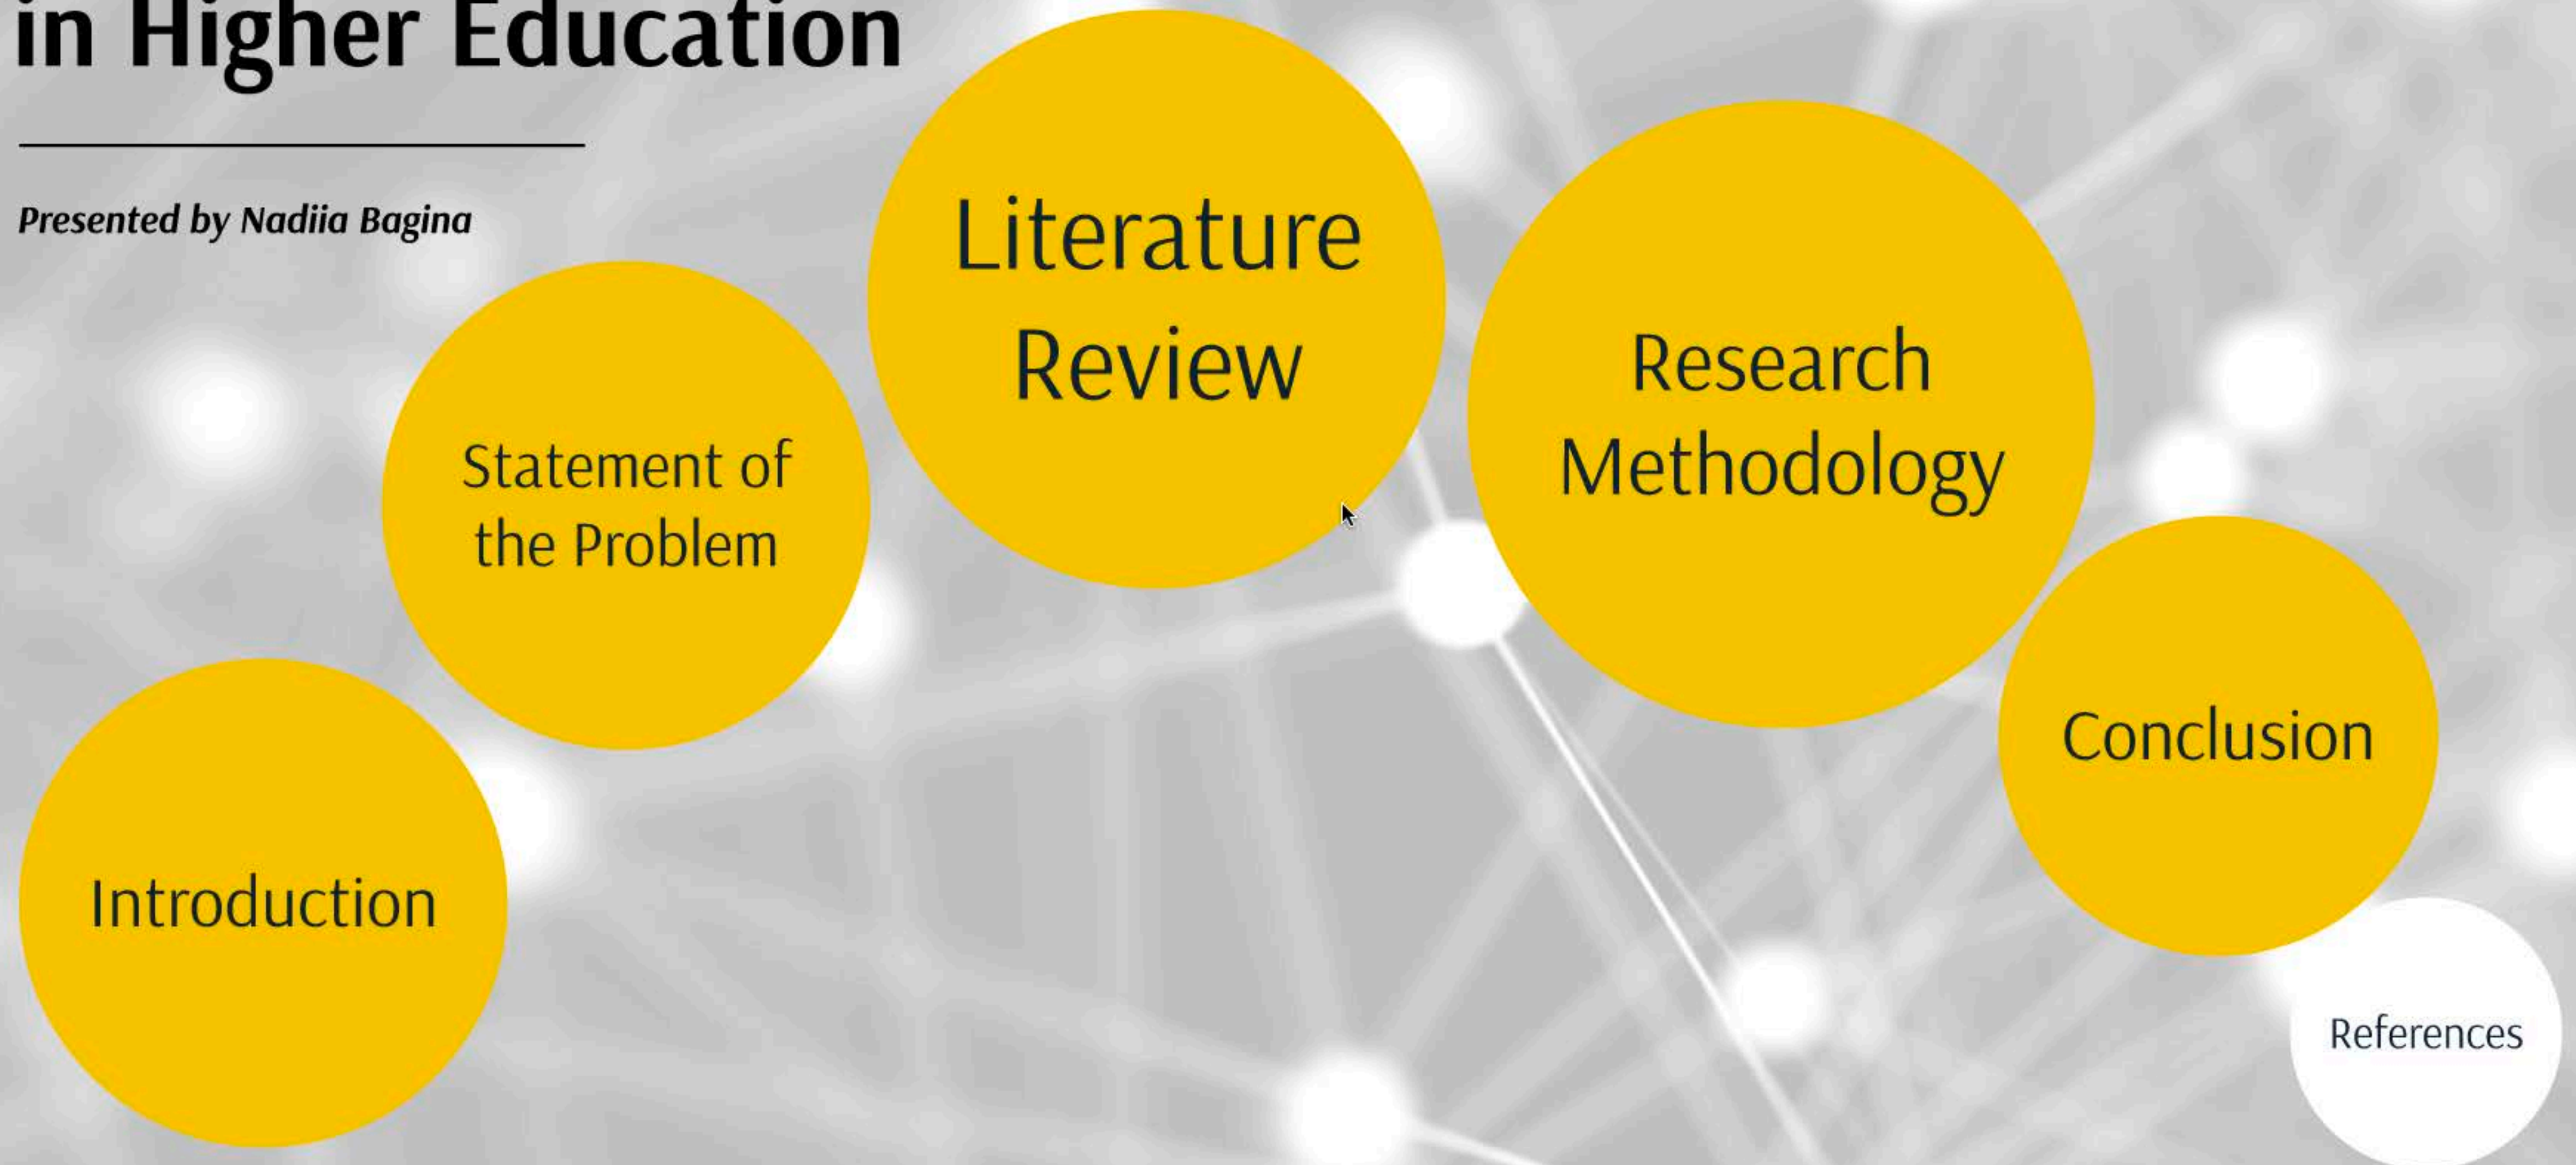 in Higher Education
Presented by Nadiia Bagina
Literature
Review
Research
Methodology
Statement of
the Problem
Conclusion
Introduction
References